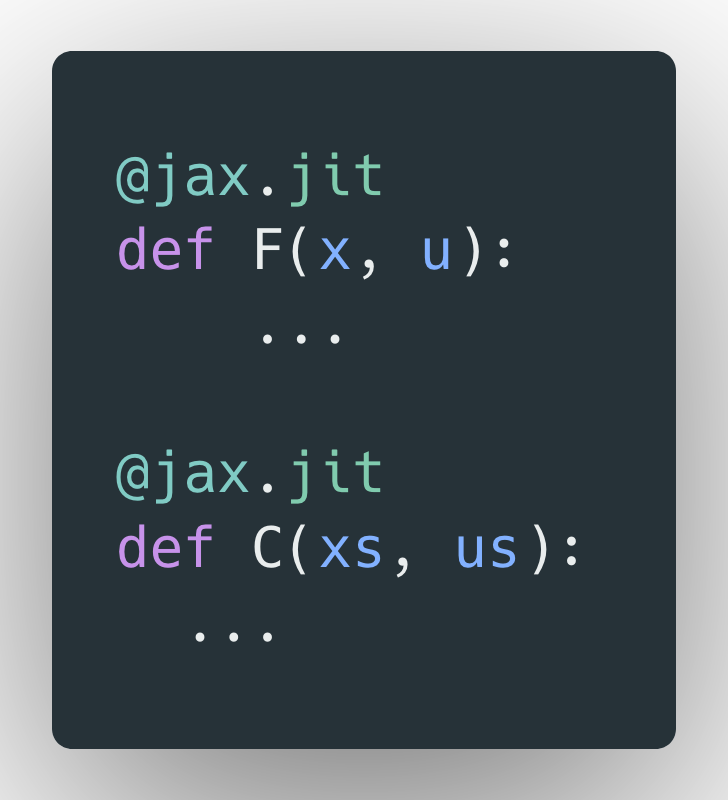 @jax.jit
def F(x, u):
    ...
@jax.jit
def C(xs, us):
  ...